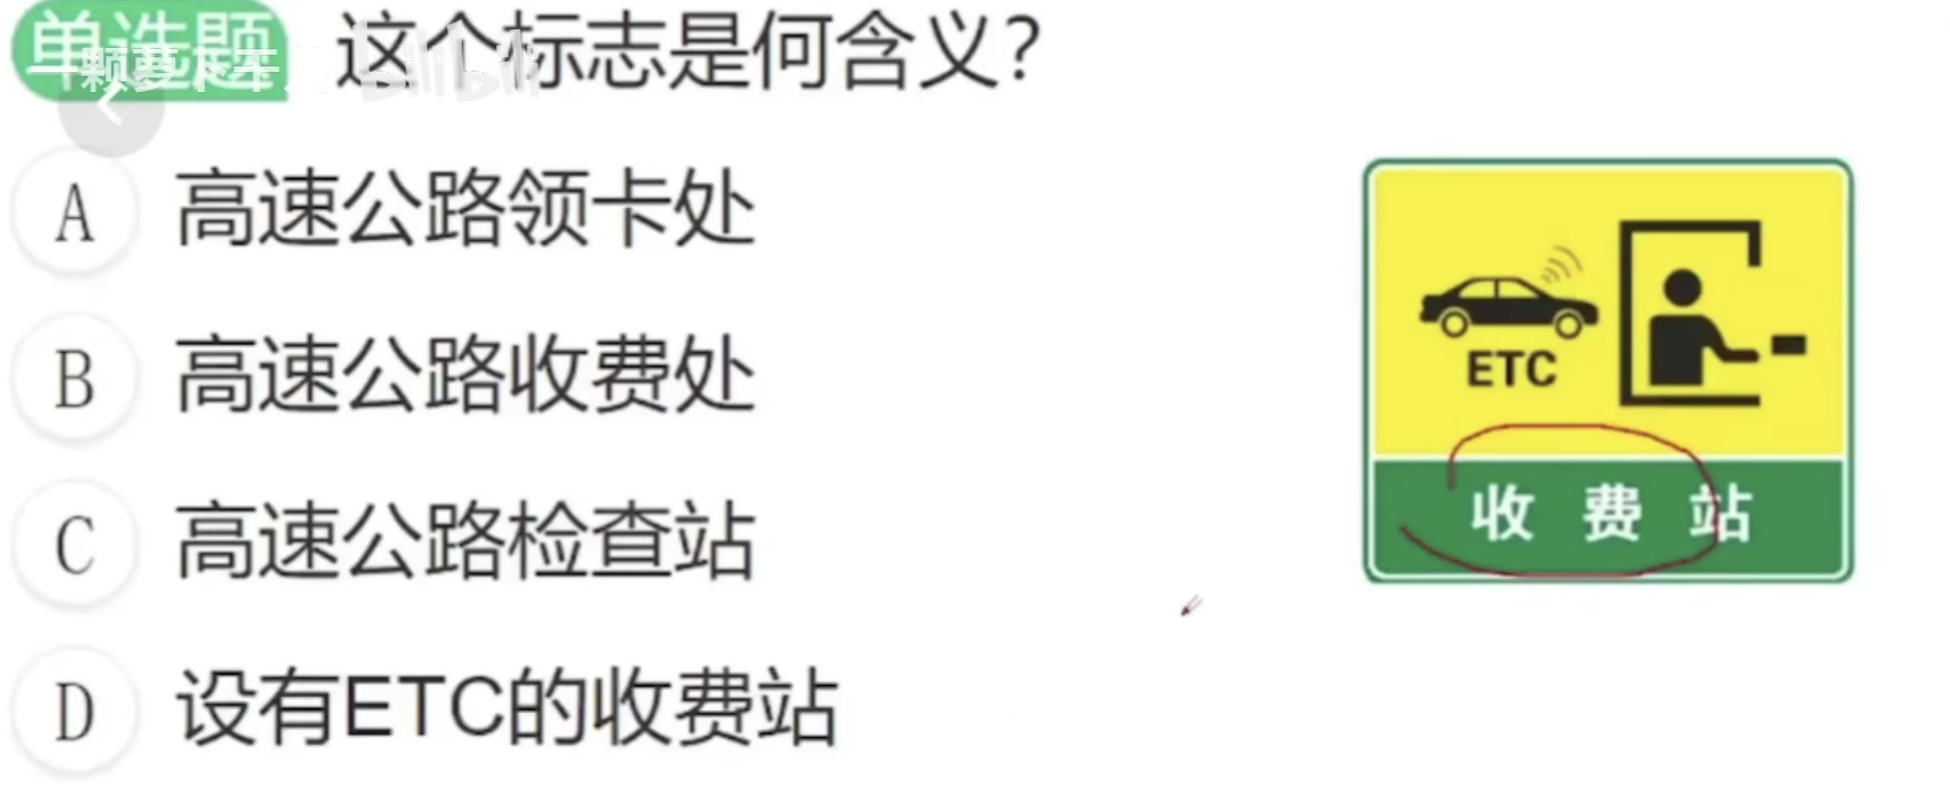 单选题 这个标志是何含义？
A 高速公路领卡处
B 高速公路收费处
C 高速公路检查站
D 设有ETC的收费站
ETC
收费站
bilibili